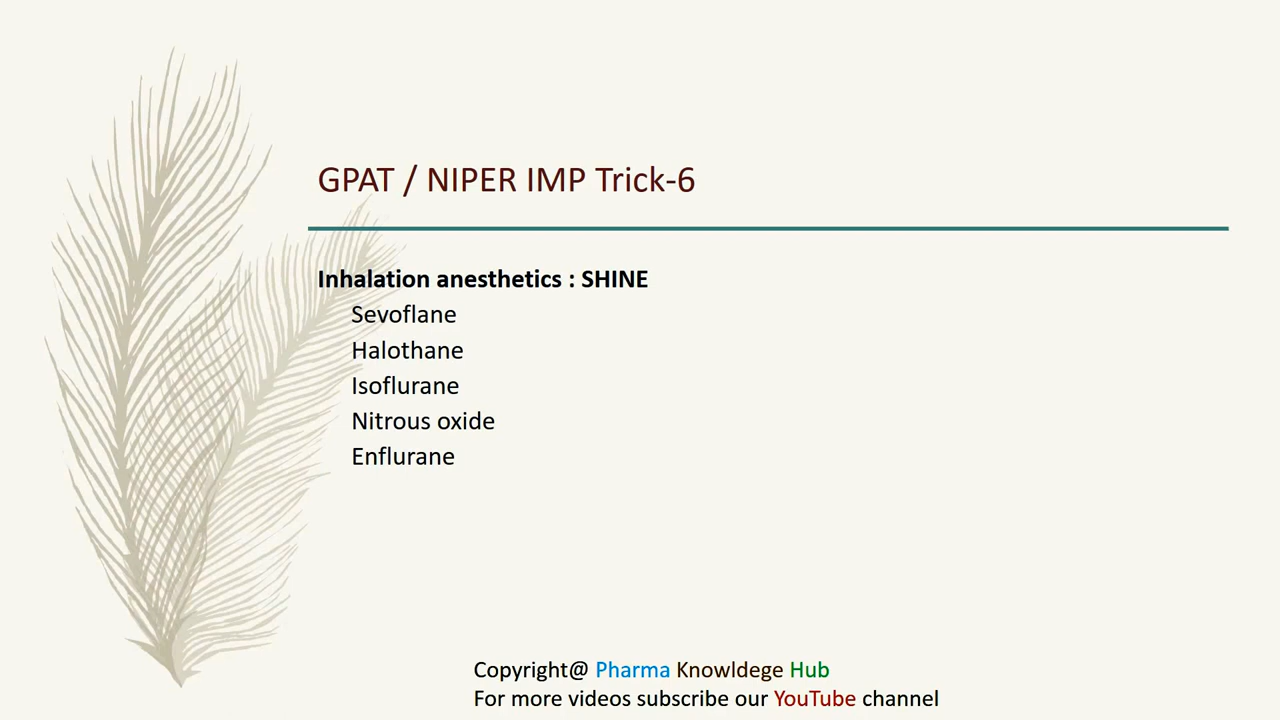 GPAT / NIPER IMP Trick-6
Inhalation anesthetics : SHINE
Sevoflane
Halothane
Isoflurane
Nitrous oxide
Enflurane
Copyright@ Pharma Knowldege Hub
For more videos subscribe our YouTube channel